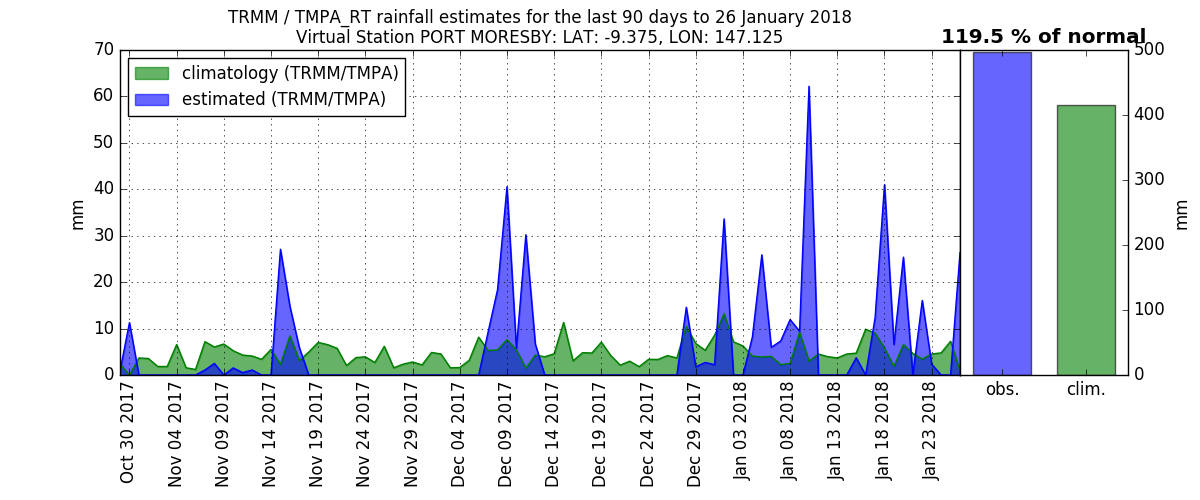 TRMM / TMPA_RT rainfall estimates for the last 90 days to 26 January 2018
Virtual Station PORT MORESBY: LAT: -9.375, LON: 147.125
119.5 % of normal
climatology (TRMM/TMPA)
estimated (TRMM/TMPA)
70
60
50
40
30
20
10
0
mm
Oct 30 2017
Nov 04 2017
Nov 09 2017
Nov 14 2017
Nov 19 2017
Nov 24 2017
Nov 29 2017
Dec 04 2017
Dec 09 2017
Dec 14 2017
Dec 19 2017
Dec 24 2017
Dec 29 2017
Jan 03 2018
Jan 08 2018
Jan 13 2018
Jan 18 2018
Jan 23 2018
obs.
clim.
500
400
300
200
100
0
mm